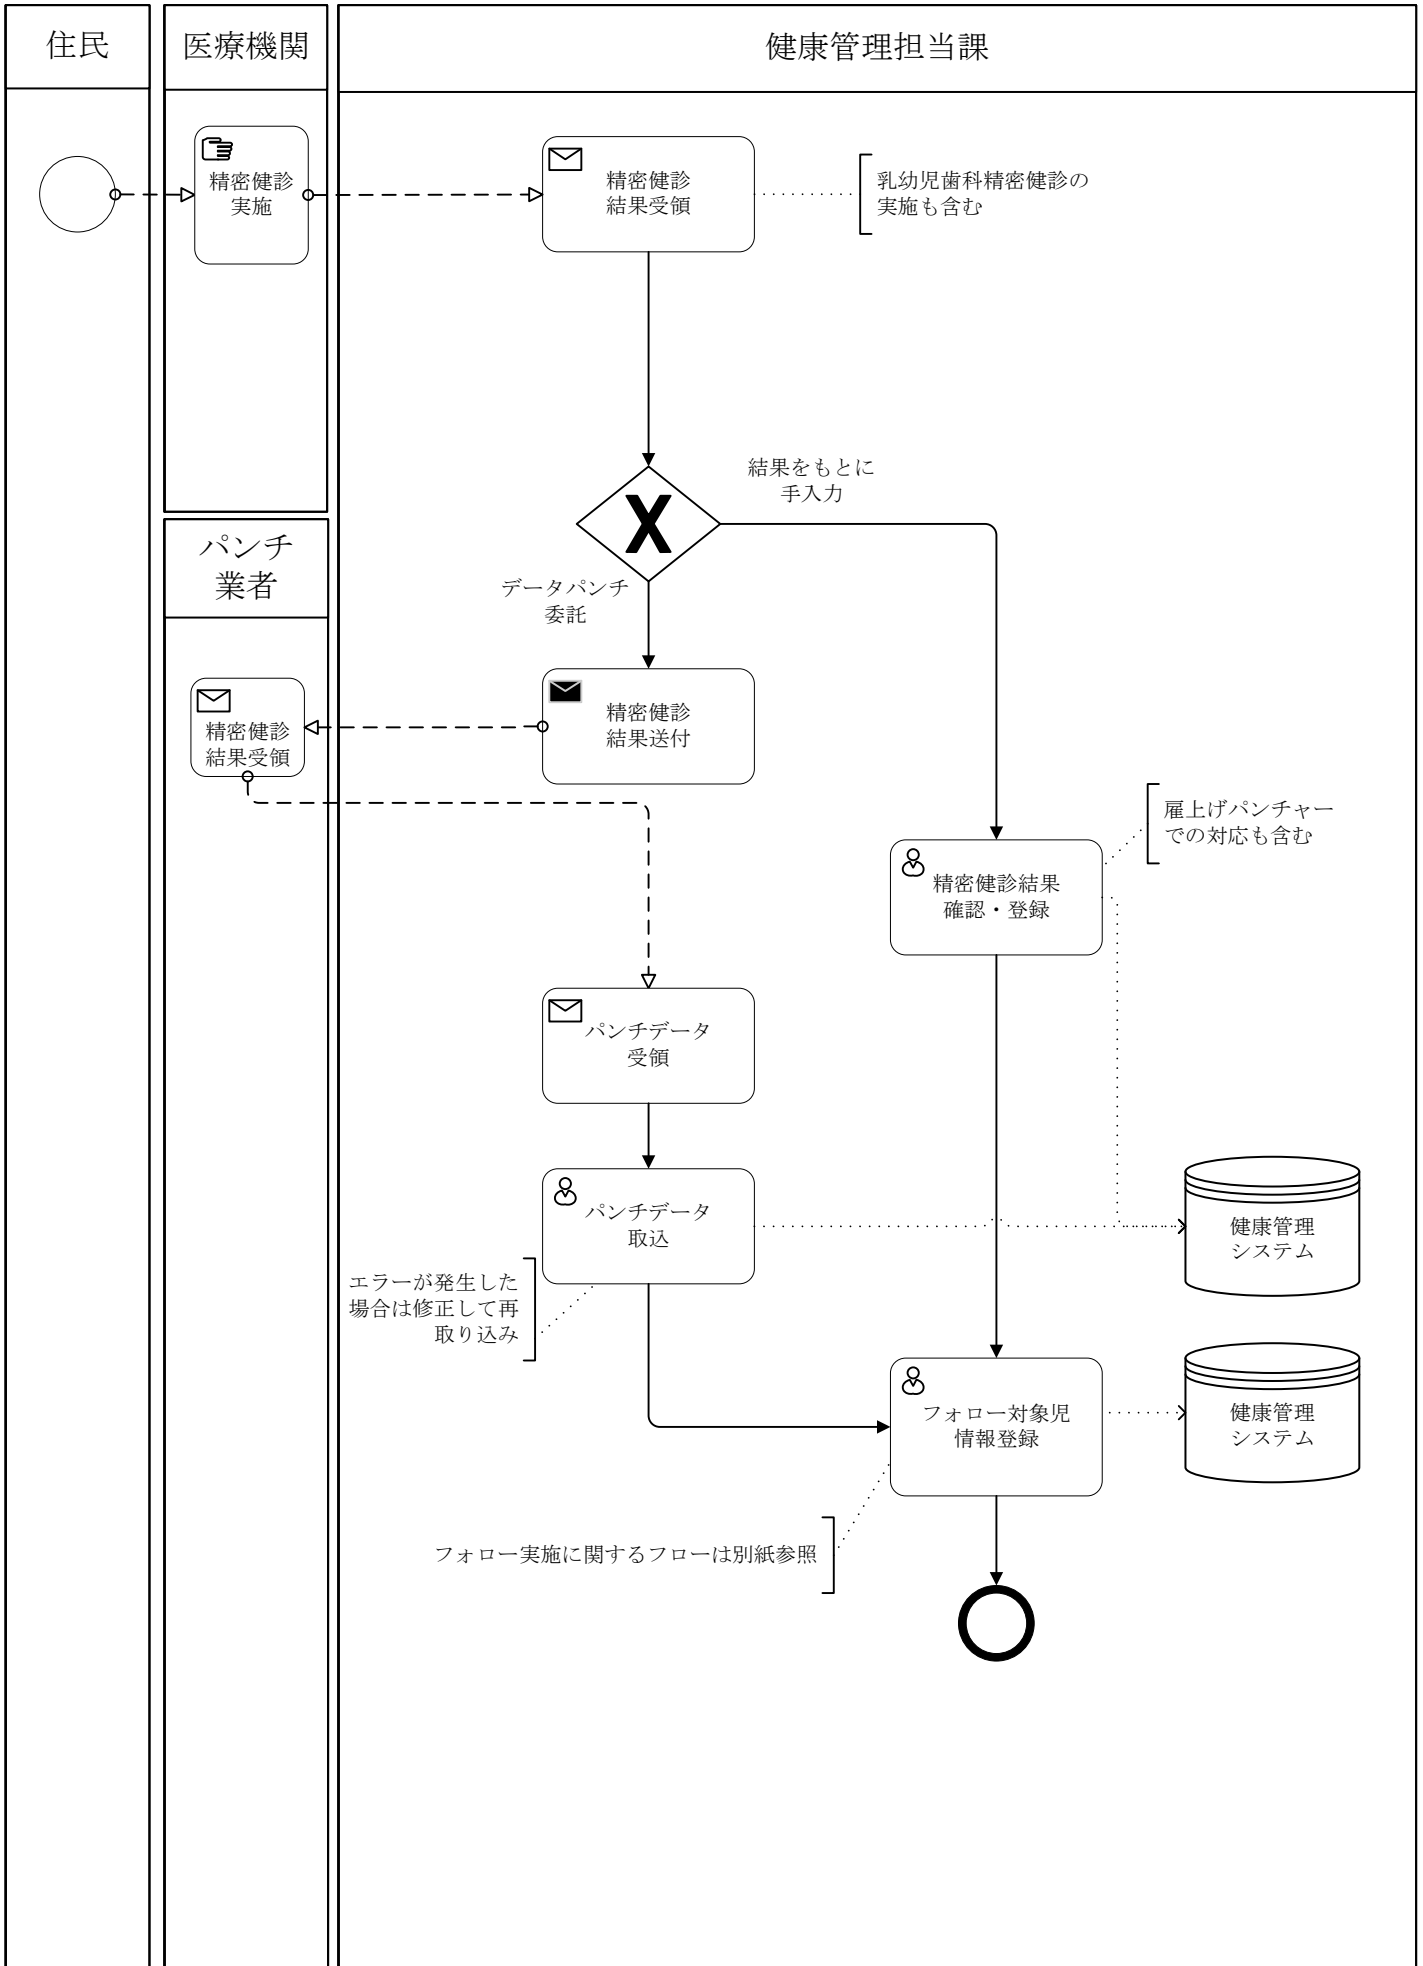 住民
医療機関
健康管理担当課
精密健診
実施
精密健診
結果受領
乳幼児歯科精密健診の
実施も含む
結果をもとに
手入力
X
パンチ
業者
データパンチ
委託
精密健診
結果受領
精密健診
結果送付
雇上げパンチャー
での対応も含む
精密健診結果
確認・登録
パンチデータ
受領
パンチデータ
取込
健康管理
システム
エラーが発生した
場合は修正して再
取り込み
フォロー対象児
情報登録
健康管理
システム
フォロー実施に関するフローは別紙参照